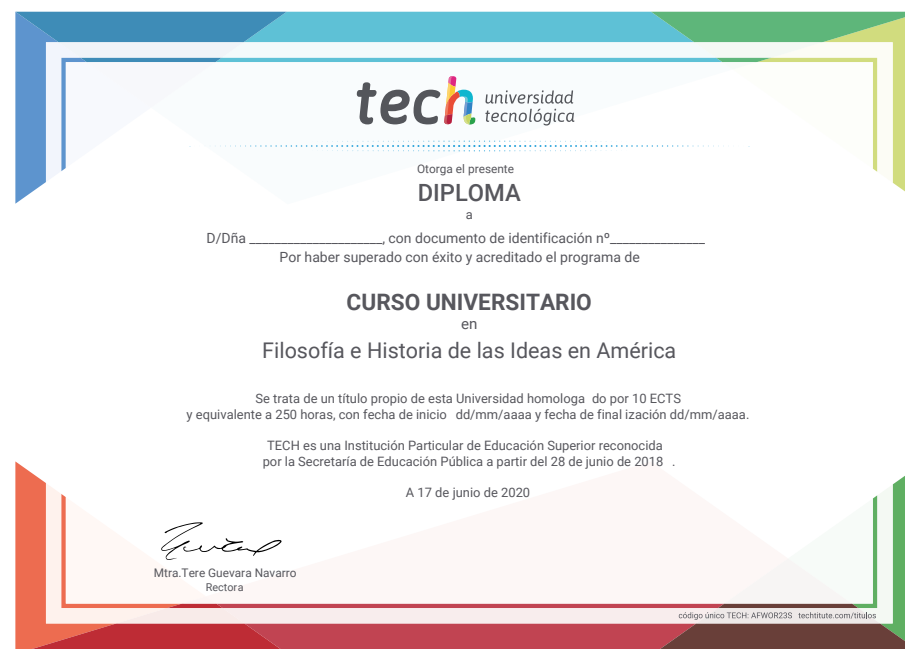 tech universidad
tecnológica
Otorga el presente
DIPLOMA
a
D/Dña ____________________, con documento de identificación nº______________
Por haber superado con éxito y acreditado el programa de
CURSO UNIVERSITARIO
en
Filosofía e Historia de las Ideas en América
Se trata de un título propio de esta Universidad homologa do por 10 ECTS
y equivalente a 250 horas, con fecha de inicio dd/mm/aaaa y fecha de final ización dd/mm/aaaa.
TECH es una Institución Particular de Educación Superior reconocida
por la Secretaría de Educación Pública a partir del 28 de junio de 2018 .
A 17 de junio de 2020
Mtra.Tere Guevara Navarro
Rectora
código único TECH: AFWOR23S techtitute.com/titulos